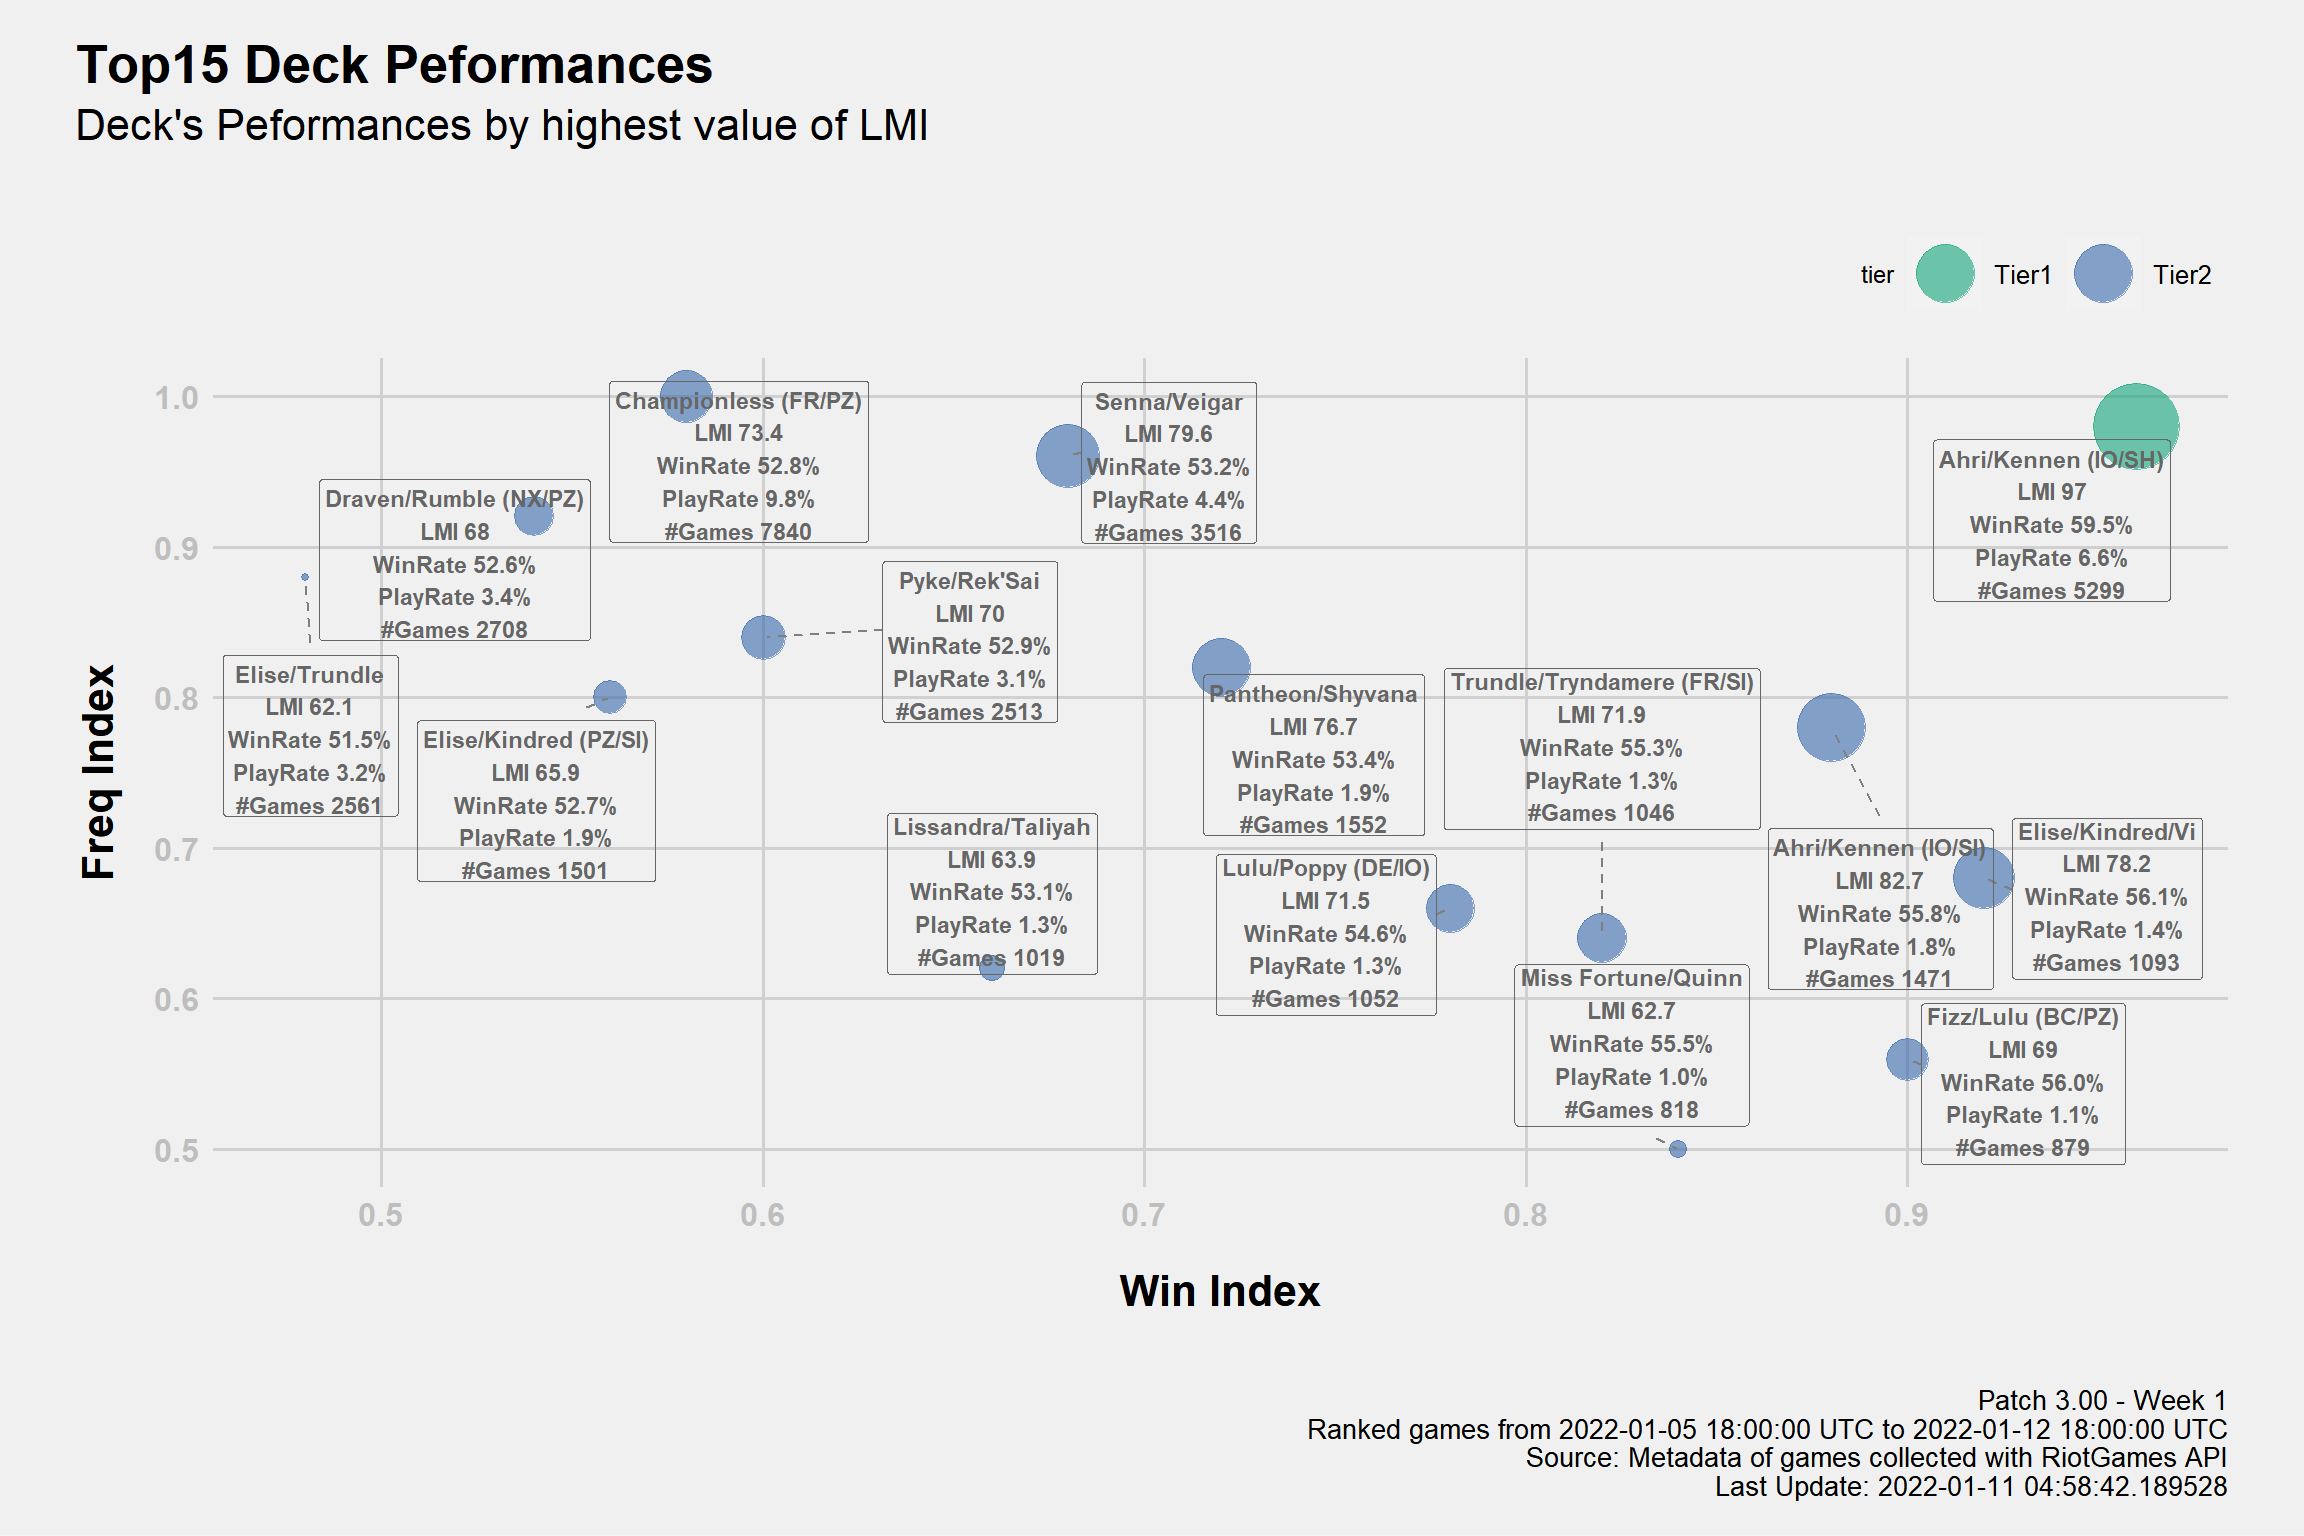 Top15 Deck Peformances
Deck's Peformances by highest value of LMI
tier
Tier1
Tier2
Freq Index
1.0
0.9
0.8
0.7
0.6
0.5
Championless (FR/PZ)
LMI 73.4
WinRate 52.8%
PlayRate 9.8%
#Games 7840
Senna/Veigar
LMI 79.6
WinRate 53.2%
PlayRate 4.4%
#Games 3516
Ahri/Kennen (IO/SH)
LMI 97
WinRate 59.5%
PlayRate 6.6%
#Games 5299
Draven/Rumble (NX/PZ)
LMI 68
WinRate 52.6%
PlayRate 3.4%
#Games 2708
Pyke/Rek'Sai
LMI 70
WinRate 52.9%
PlayRate 3.1%
#Games 2513
Elise/Trundle
LMI 62.1
WinRate 51.5%
PlayRate 3.2%
#Games 2561
Elise/Kindred (PZ/SI)
LMI 65.9
WinRate 52.7%
PlayRate 1.9%
#Games 1501
Pantheon/Shyvana
LMI 76.7
WinRate 53.4%
PlayRate 1.9%
#Games 1552
Trundle/Tryndamere (FR/SI)
LMI 71.9
WinRate 55.3%
PlayRate 1.3%
#Games 1046
Lissandra/Taliyah
LMI 63.9
WinRate 53.1%
PlayRate 1.3%
#Games 1019
Lulu/Poppy (DE/IO)
LMI 71.5
WinRate 54.6%
PlayRate 1.3%
#Games 1052
Ahri/Kennen (IO/SI)
LMI 82.7
WinRate 55.8%
PlayRate 1.8%
#Games 1471
Elise/Kindred/Vi
LMI 78.2
WinRate 56.1%
PlayRate 1.4%
#Games 1093
Miss Fortune/Quinn
LMI 62.7
WinRate 55.5%
PlayRate 1.0%
#Games 818
Fizz/Lulu (BC/PZ)
LMI 69
WinRate 56.0%
PlayRate 1.1%
#Games 879
0.5
0.6
0.7
0.8
0.9
Win Index
Patch 3.00 - Week 1
Ranked games from 2022-01-05 18:00:00 UTC to 2022-01-12 18:00:00 UTC
Source: Metadata of games collected with RiotGames API
Last Update: 2022-01-11 04:58:42.189528